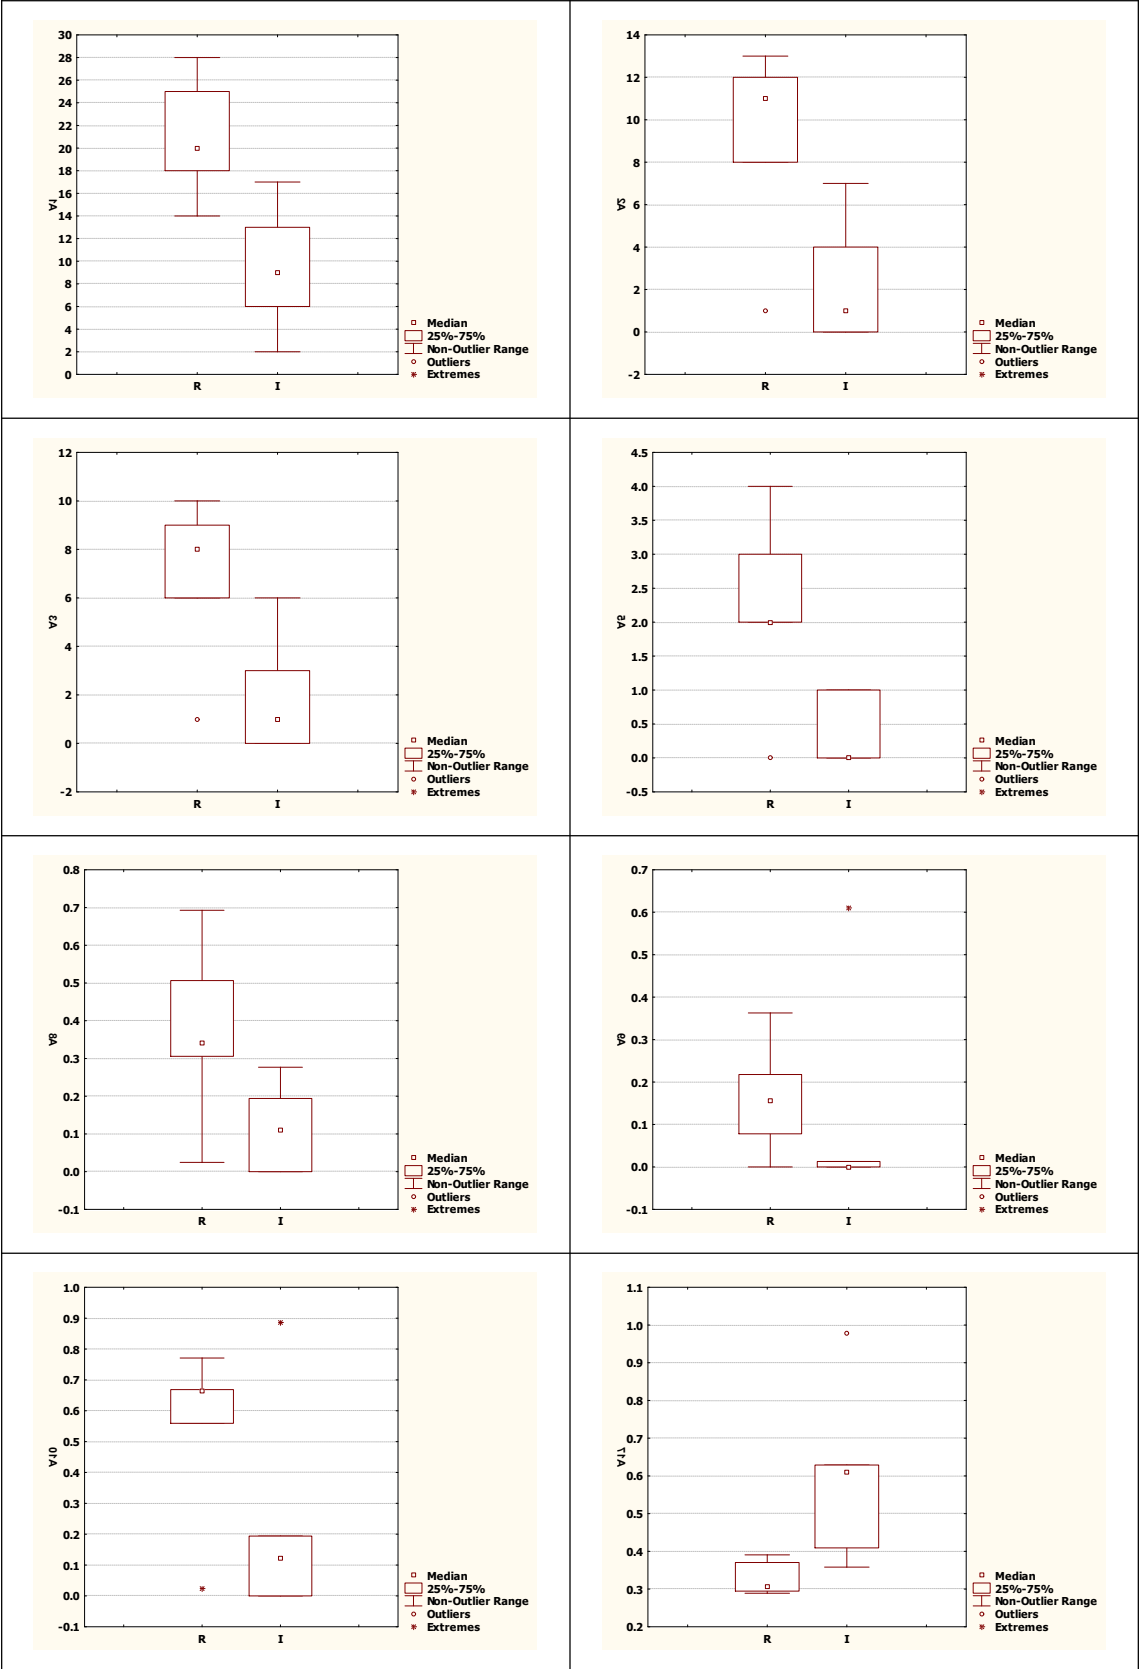 30
28
26
24
22
20
18
16
14
12
10
8
6
4
2
0
A1
R I
Median
25%-75%
Non-Outlier Range
Outliers
Extremes
14
12
10
8
6
4
2
0
-2
A2
R I
Median
25%-75%
Non-Outlier Range
Outliers
Extremes
12
10
8
6
4
2
0
-2
A3
R I
Median
25%-75%
Non-Outlier Range
Outliers
Extremes
4.5
4.0
3.5
3.0
2.5
2.0
1.5
1.0
0.5
0.0
-0.5
A5
R I
Median
25%-75%
Non-Outlier Range
Outliers
Extremes
0.8
0.7
0.6
0.5
0.4
0.3
0.2
0.1
0.0
-0.1
A8
R I
Median
25%-75%
Non-Outlier Range
Outliers
Extremes
0.7
0.6
0.5
0.4
0.3
0.2
0.1
0.0
-0.1
A9
R I
Median
25%-75%
Non-Outlier Range
Outliers
Extremes
1.0
0.9
0.8
0.7
0.6
0.5
0.4
0.3
0.2
0.1
0.0
-0.1
A10
R I
Median
25%-75%
Non-Outlier Range
Outliers
Extremes
1.1
1.0
0.9
0.8
0.7
0.6
0.5
0.4
0.3
0.2
A17
R I
Median
25%-75%
Non-Outlier Range
Outliers
Extremes